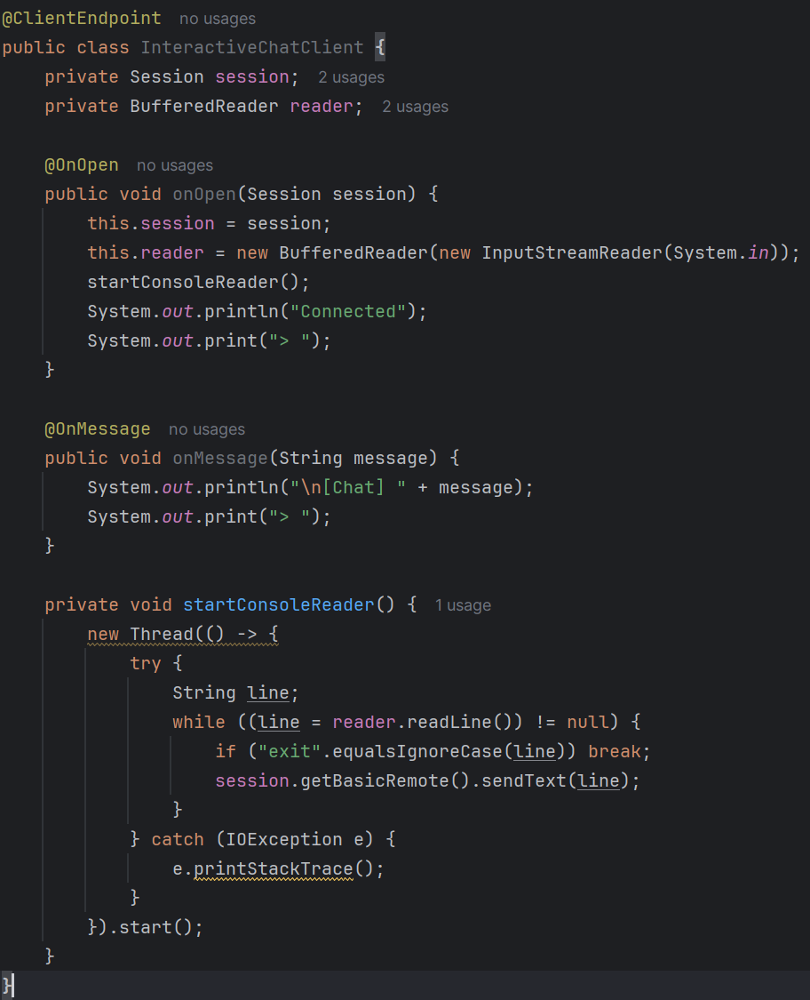 @ClientEndpoint no usages
public class InteractiveChatClient {
    private Session session; 2 usages
    private BufferedReader reader; 2 usages

    @OnOpen no usages
    public void onOpen(Session session) {
        this.session = session;
        this.reader = new BufferedReader(new InputStreamReader(System.in));
        startConsoleReader();
        System.out.println("Connected");
        System.out.print("> ");
    }

    @OnMessage no usages
    public void onMessage(String message) {
        System.out.println("\n[Chat] " + message);
        System.out.print("> ");
    }

    private void startConsoleReader() { 1 usage
        new Thread(() -> {
            try {
                String line;
                while ((line = reader.readLine()) != null) {
                    if ("exit".equalsIgnoreCase(line)) break;
                    session.getBasicRemote().sendText(line);
                }
            } catch (IOException e) {
                e.printStackTrace();
            }
        }).start();
    }
}